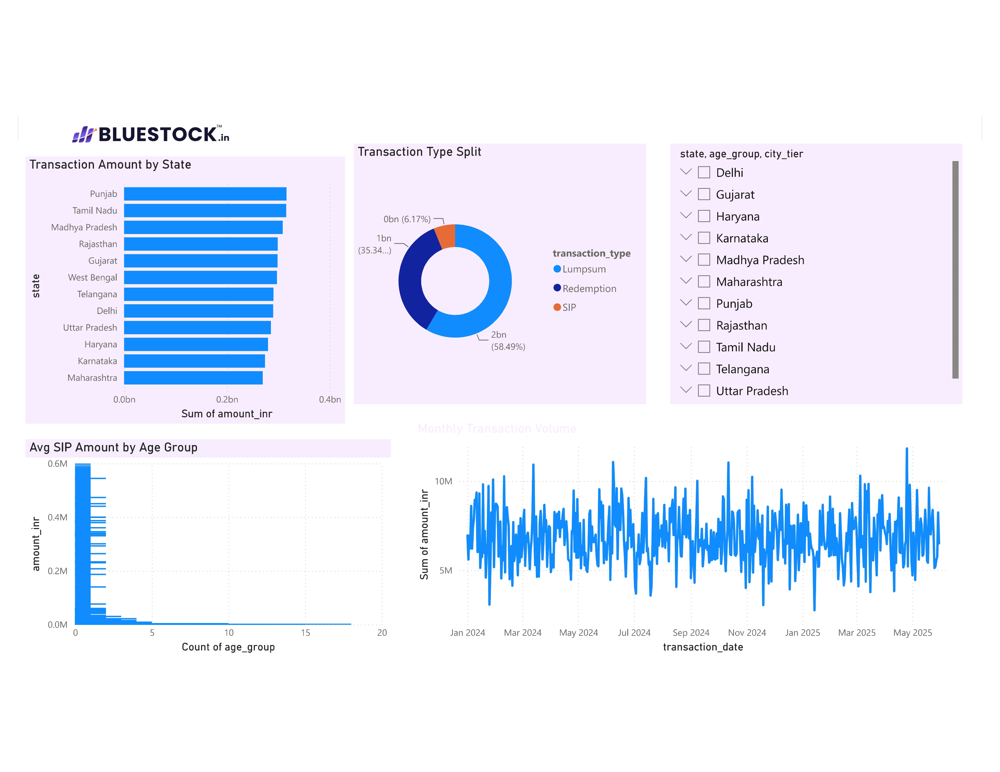 BLUESTOCK.in
TM
Transaction Amount by State
state
Punjab
Tamil Nadu
Madhya Pradesh
Rajasthan
Gujarat
West Bengal
Telangana
Delhi
Uttar Pradesh
Haryana
Karnataka
Maharashtra
0.0bn 0.2bn 0.4bn
Sum of amount_inr
Transaction Type Split
0bn (6.17%)
1bn
(35.34...)
2bn
(58.49%)
transaction_type
Lumpsum
Redemption
SIP
state, age_group, city_tier
Delhi
Gujarat
Haryana
Karnataka
Madhya Pradesh
Maharashtra
Punjab
Rajasthan
Tamil Nadu
Telangana
Uttar Pradesh
Avg SIP Amount by Age Group
amount_inr
0.6M
0.4M
0.2M
0.0M
0 5 10 15 20
Count of age_group
Monthly Transaction Volume
Sum of amount_inr
10M
5M
Jan 2024 Mar 2024 May 2024 Jul 2024 Sep 2024 Nov 2024 Jan 2025 Mar 2025 May 2025
transaction_date